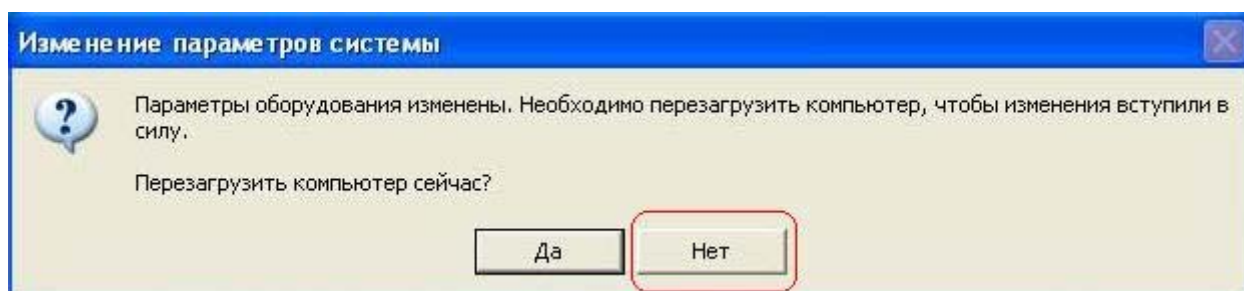 Изменение параметров системы
Параметры оборудования изменены. Необходимо перезагрузить компьютер, чтобы изменения вступили в
силу.
Перезагрузить компьютер сейчас?
Да
Нет